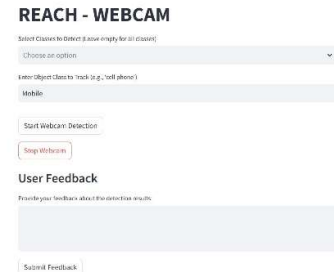 REACH - WEBCAM
Select Classes to Detect (Leave empty for all classes)
Choose an option
Enter Object Class to Track (e.g., 'cell phone')
Mobile
Start Webcam Detection
Stop Webcam
User Feedback
Provide your feedback about the detection results
Submit Feedback